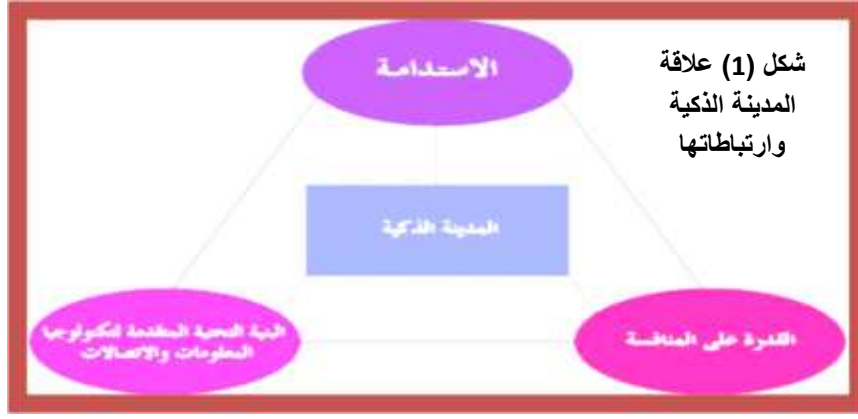 شكل (1) علاقة
المدينة الذكية
وارتباطاتها
الاستدامة
المدينة الذكية
القدرة على المنافسة
البنية التحتية المتقدمة لتكنولوجيا
المعلومات والاتصالات